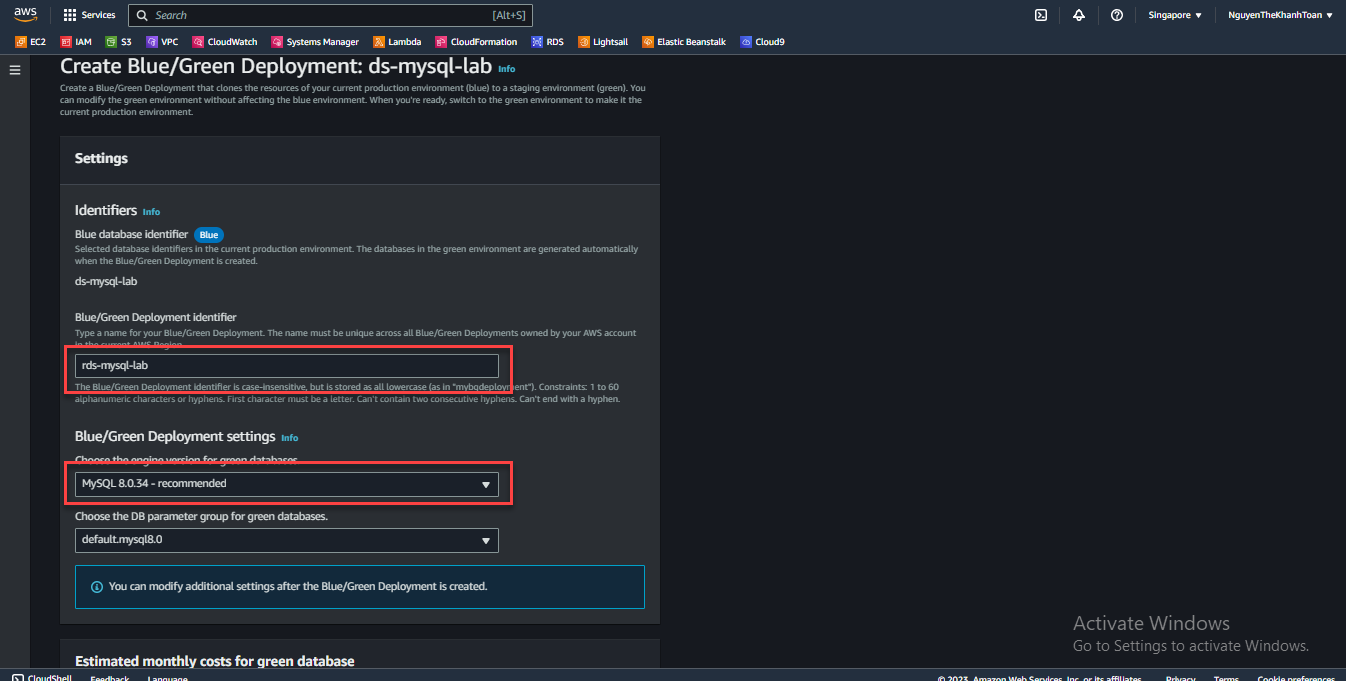 aws Services Search [Alt+S] Singapore ▼ NguyenTheKhanhToan ▼
EC2 IAM S3 VPC CloudWatch Systems Manager Lambda CloudFormation RDS Lightsail Elastic Beanstalk Cloud9
Create Blue/Green Deployment: ds-mysql-lab Info
Create a Blue/Green Deployment that clones the resources of your current production environment (blue) to a staging environment (green). You
can modify the green environment without affecting the blue environment. When you're ready, switch to the green environment to make it the
current production environment.
Settings
Identifiers Info
Blue database identifier Blue
Selected database identifiers in the current production environment. The databases in the green environment are generated automatically
when the Blue/Green Deployment is created.
ds-mysql-lab
Blue/Green Deployment identifier
Type a name for your Blue/Green Deployment. The name must be unique across all Blue/Green Deployments owned by your AWS account
in the current AWS Region.
rds-mysql-lab
The Blue/Green Deployment identifier is case-insensitive, but is stored as all lowercase (as in "mybgdeployment"). Constraints: 1 to 60
alphanumeric characters or hyphens. First character must be a letter. Can't contain two consecutive hyphens. Can't end with a hyphen.
Blue/Green Deployment settings Info
Choose the engine version for green databases.
MySQL 8.0.34 - recommended
Choose the DB parameter group for green databases.
default.mysql8.0
You can modify additional settings after the Blue/Green Deployment is created.
Estimated monthly costs for green database
Activate Windows
Go to Settings to activate Windows.
CloudShell Feedback Language © 2023, Amazon Web Services, Inc. or its affiliates. Privacy Terms Cookie preferences